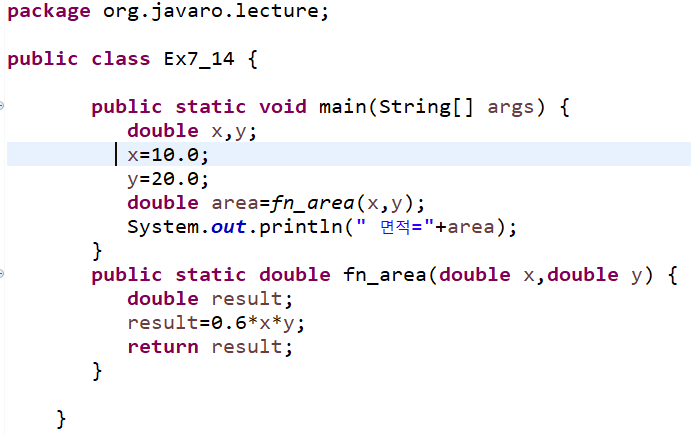 package org.javaro.lecture;
public class Ex7_14 {
public static void main(String[] args) {
double x,y;
x=10.0;
y=20.0;
double area=fn_area(x,y);
System.out.println(" 면적="+area);
}
public static double fn_area(double x,double y) {
double result;
result=0.6*x*y;
return result;
}
}